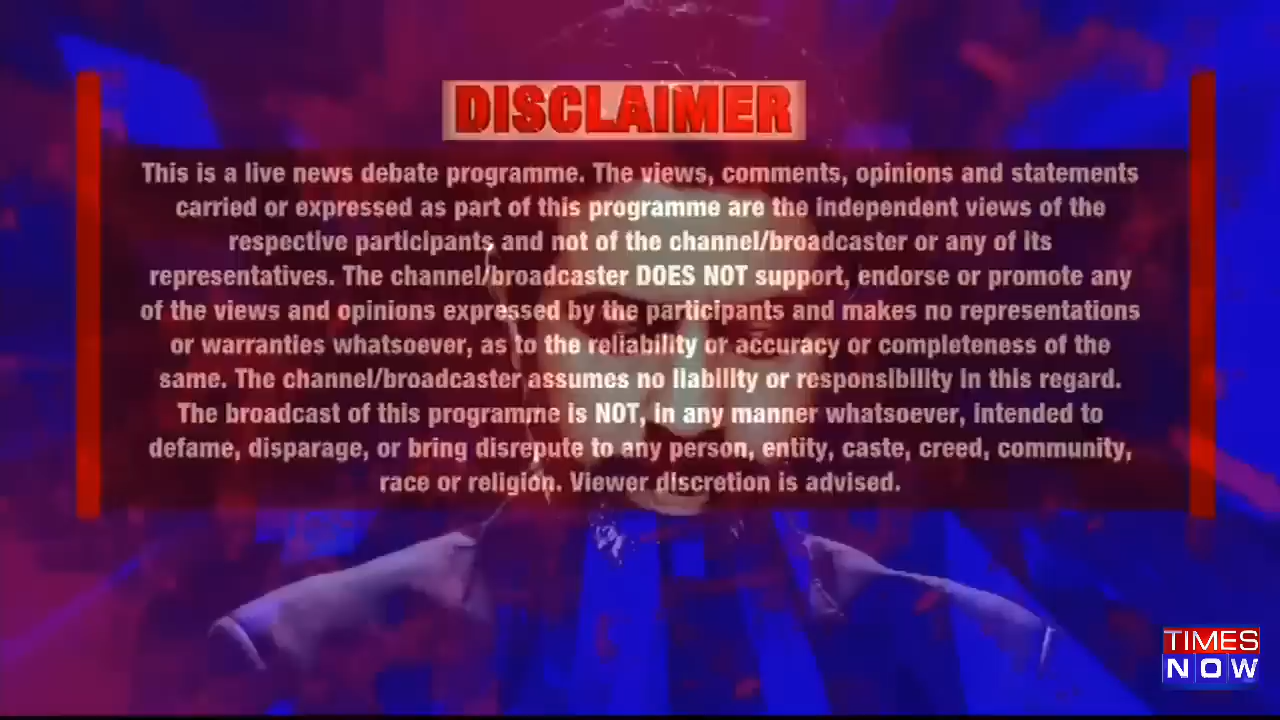 DISCLAIMER
This is a live news debate programme. The views, comments, opinions and statements
carried or expressed as part of this programme are the independent views of the
respective participants and not of the channel/broadcaster or any of its
representatives. The channel/broadcaster DOES NOT support, endorse or promote any
of the views and opinions expressed by the participants and makes no representations
or warranties whatsoever, as to the reliability or accuracy or completeness of the
same. The channel/broadcaster assumes no liability or responsibility in this regard.
The broadcast of this programme is NOT, in any manner whatsoever, intended to
defame, disparage, or bring disrepute to any person, entity, caste, creed, community,
race or religion. Viewer discretion is advised.
TIMES
NOW